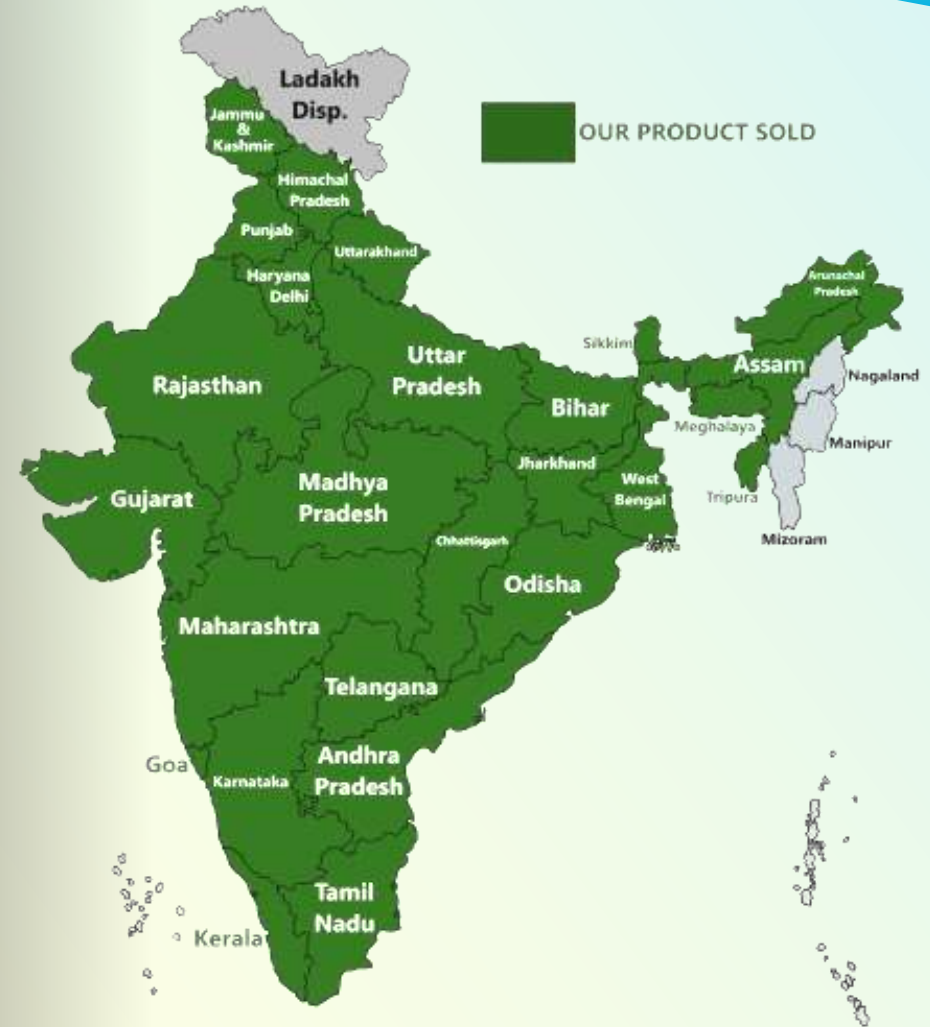 Ladakh
Disp.
Jammu
&
Kashmir
OUR PRODUCT SOLD
Himachal
Pradesh
Punjab
Uttarakhand
Haryana
Delhi
Arunachal
Pradesh
Sikkim
Uttar
Pradesh
Assam
Nagaland
Rajasthan
Bihar
Meghalaya
Manipur
Jharkhand
Madhya
Pradesh
West
Bengal
Gujarat
Tripura
Chhattisgarh
Mizoram
Odisha
Maharashtra
Telangana
Goa
Andhra
Pradesh
Karnataka
Tamil
Nadu
Kerala